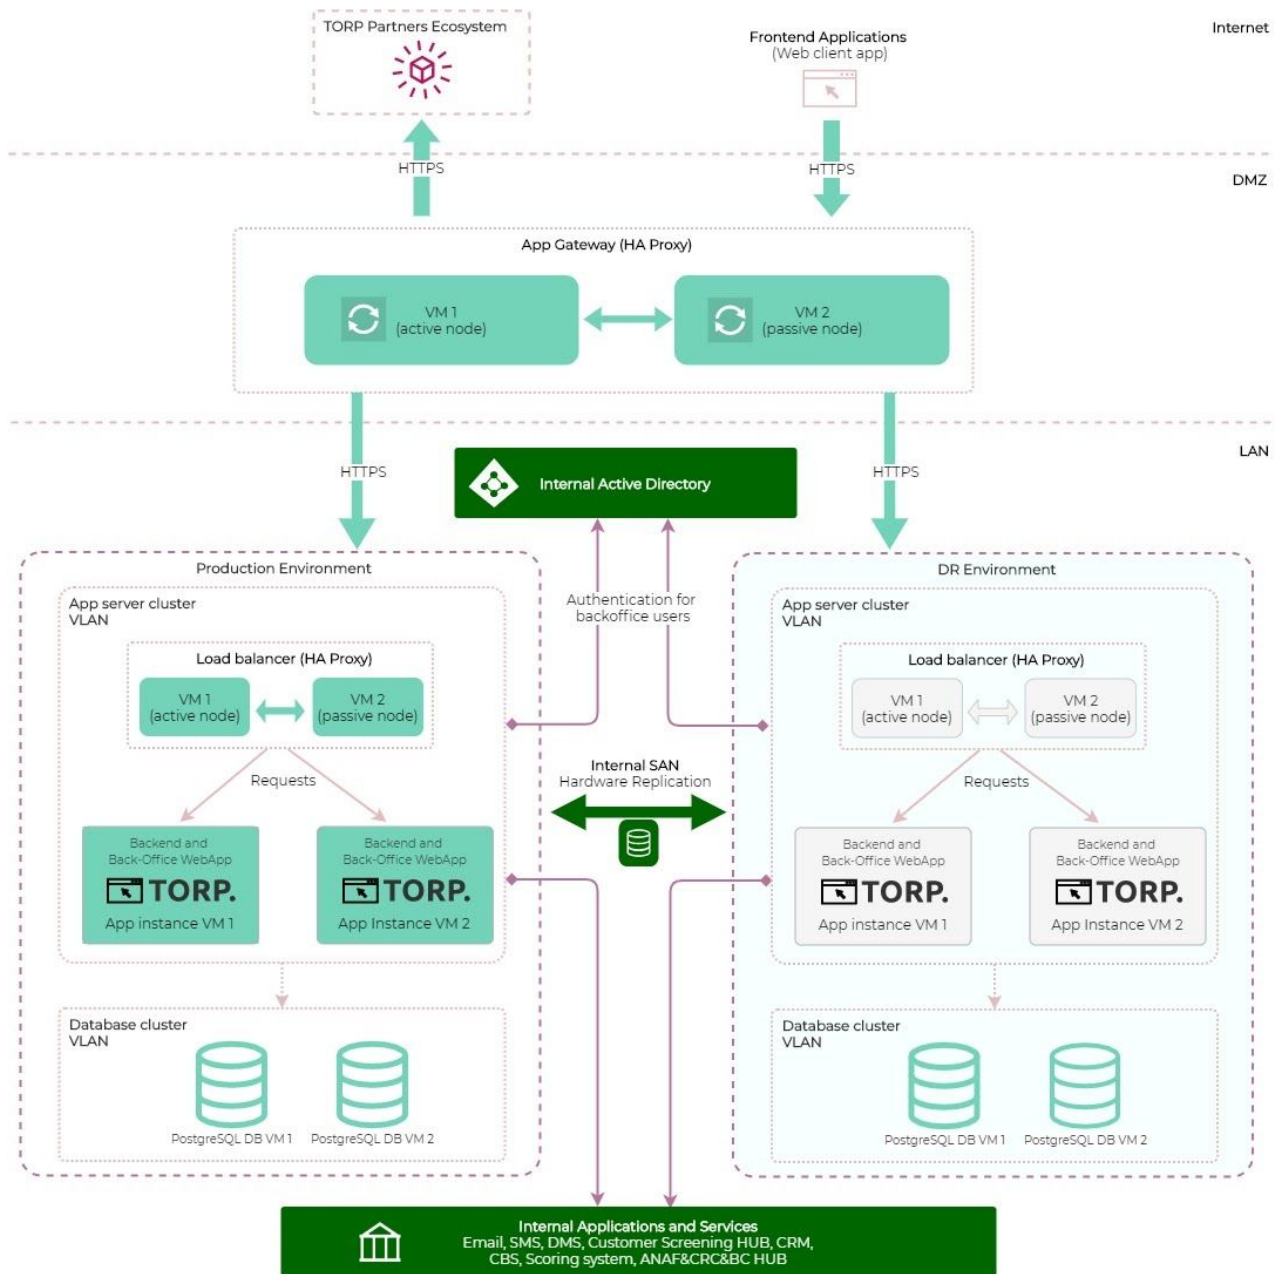 TORP Partners Ecosystem
Frontend Applications
(Web client app)
Internet
HTTPS
HTTPS
DMZ
App Gateway (HA Proxy)
VM 1
(active node)
VM 2
(passive node)
LAN
HTTPS
Internal Active Directory
HTTPS
Production Environment
App server cluster
VLAN
Load balancer (HA Proxy)
VM 1
(active node)
VM 2
(passive node)
Requests
Backend and
Back-Office WebApp
TORP.
App instance VM 1
Backend and
Back-Office WebApp
TORP.
App Instance VM 2
Database cluster
VLAN
PostgreSQL DB VM 1
PostgreSQL DB VM 2
Authentication for
backoffice users
Internal SAN
Hardware Replication
DR Environment
App server cluster
VLAN
Load balancer (HA Proxy)
VM 1
(active node)
VM 2
(passive node)
Requests
Backend and
Back-Office WebApp
TORP.
App instance VM 1
Backend and
Back-Office WebApp
TORP.
App Instance VM 2
Database cluster
VLAN
PostgreSQL DB VM 1
PostgreSQL DB VM 2
Internal Applications and Services
Email, SMS, DMS, Customer Screening HUB, CRM,
CBS, Scoring system, ANAF&CRC&BC HUB